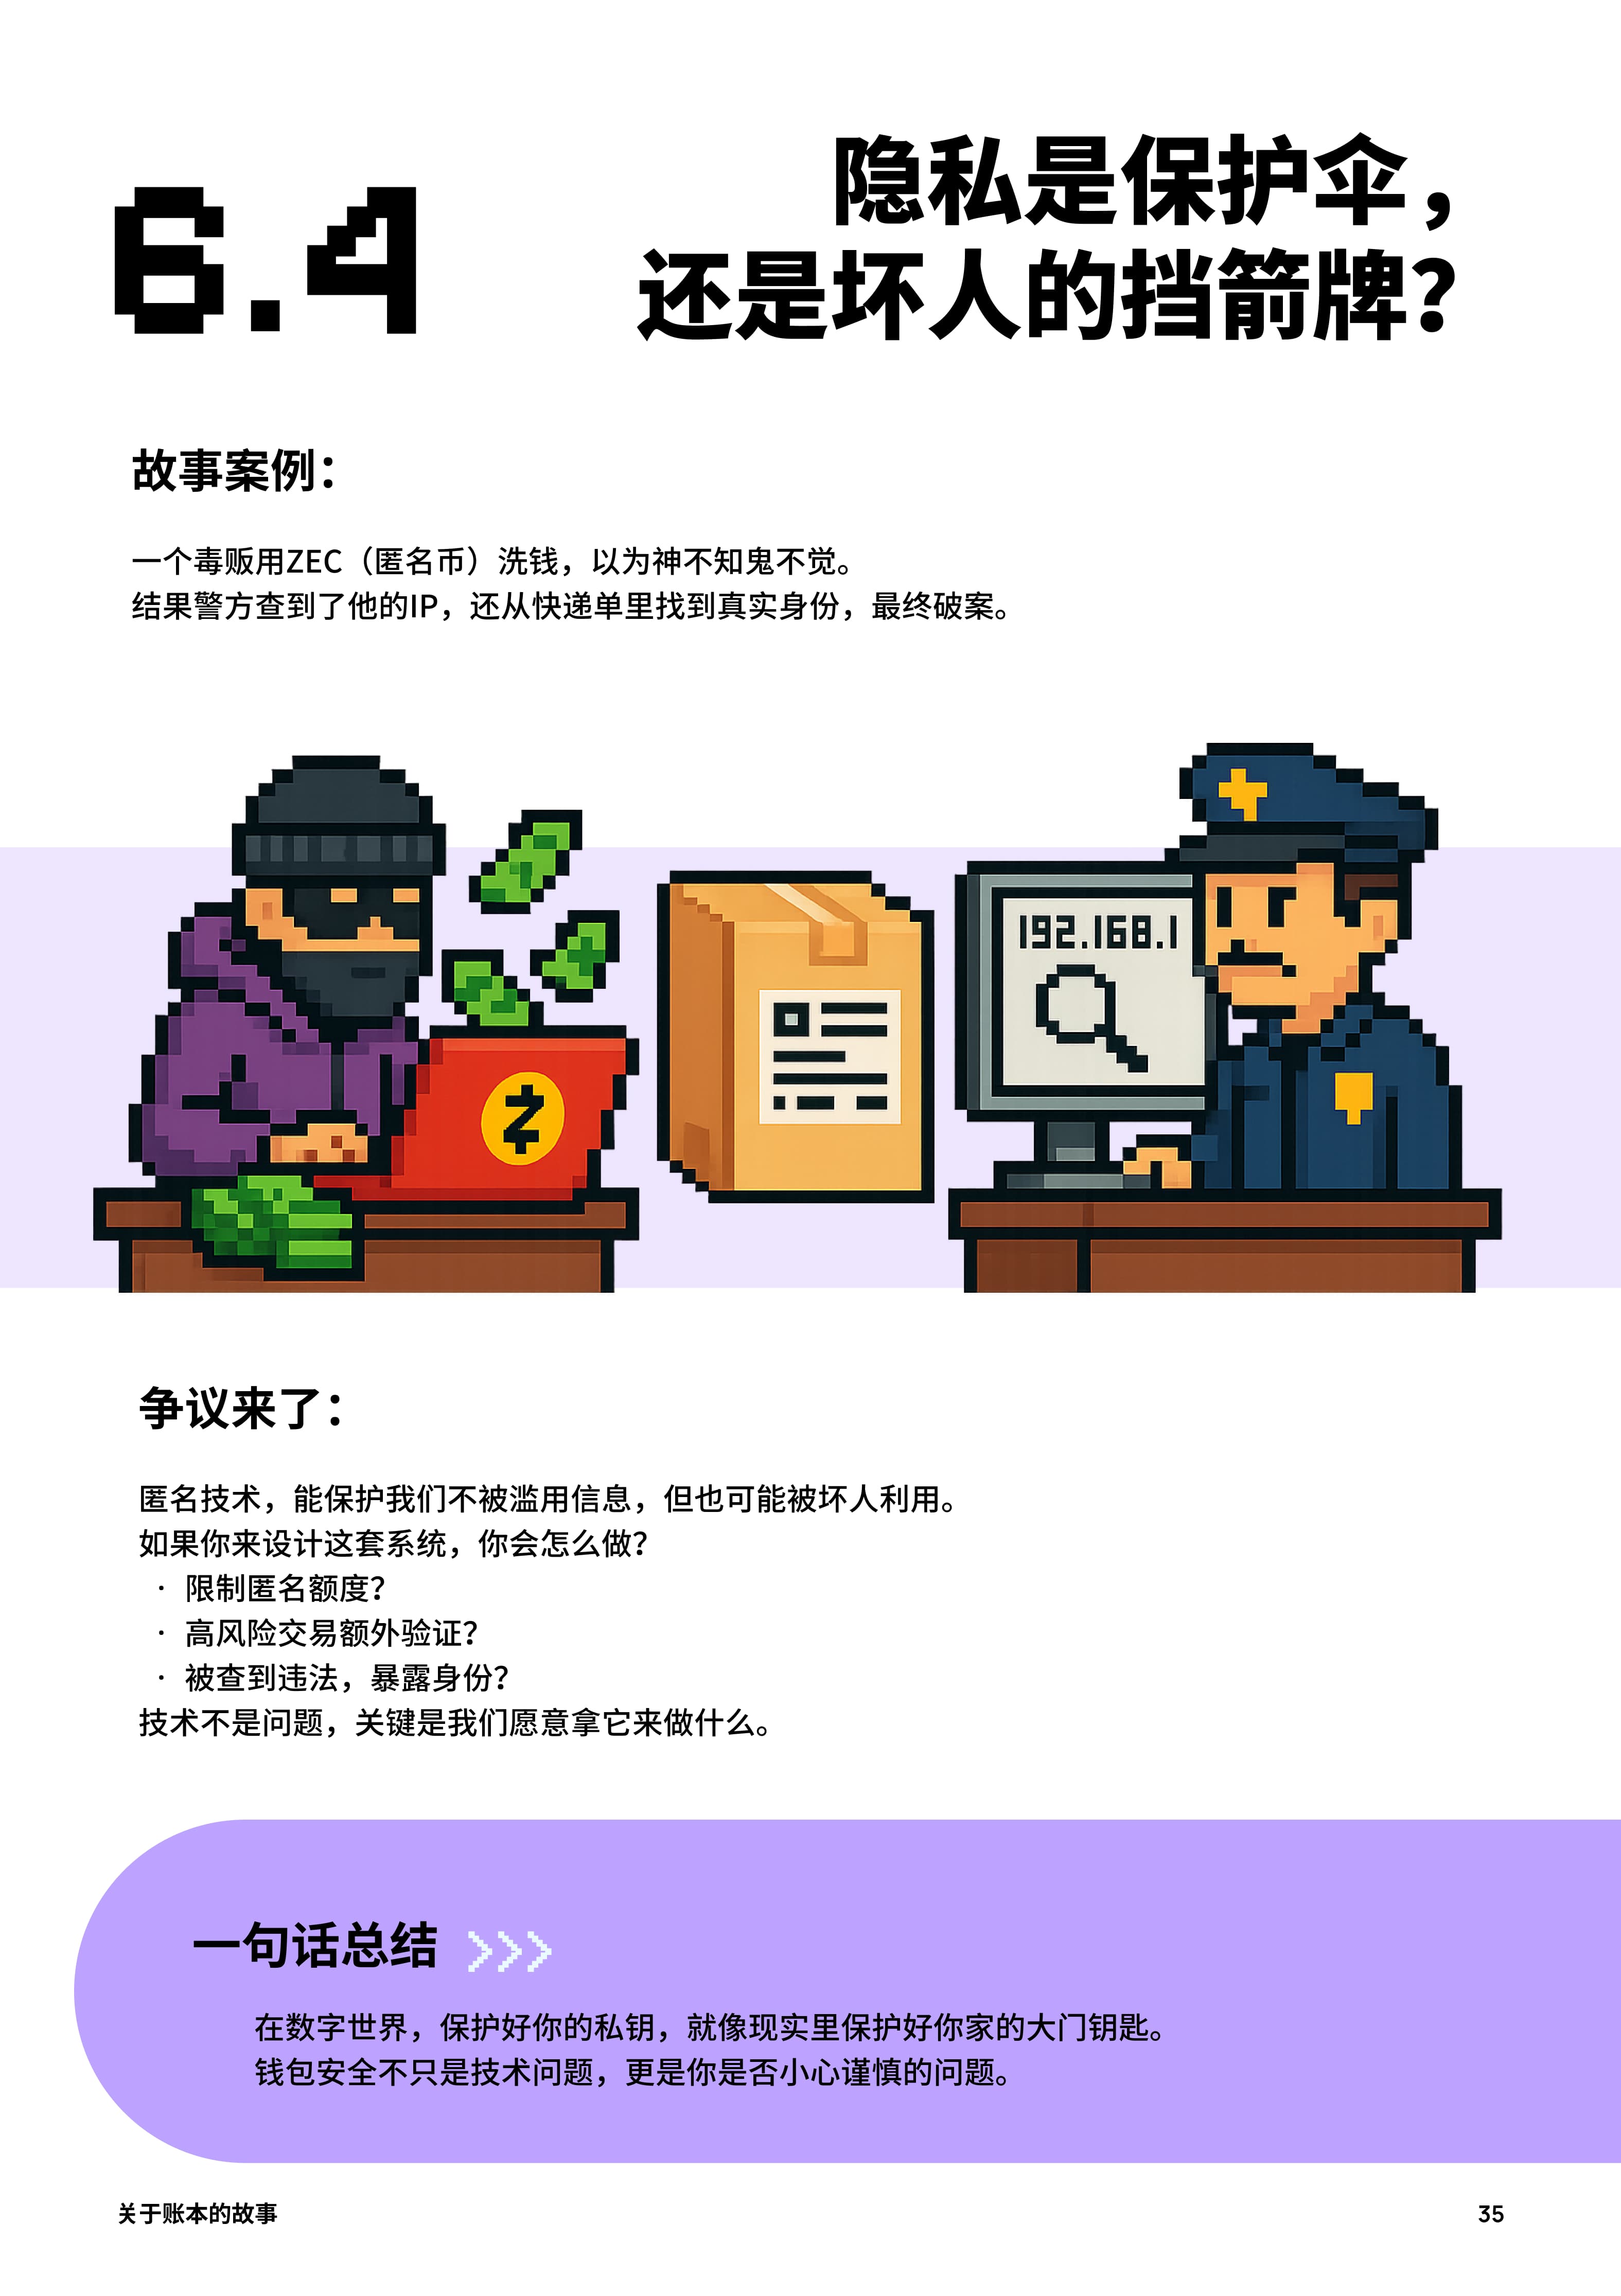 6.4
隐私是保护伞，
还是坏人的挡箭牌？
故事案例：
一个毒贩用ZEC（匿名币）洗钱，以为神不知鬼不觉。
结果警方查到了他的IP，还从快递单里找到真实身份，最终破案。
192.168.1
争议来了：
匿名技术，能保护我们不被滥用信息，但也可能被坏人利用。
如果你来设计这套系统，你会怎么做？
· 限制匿名额度？
· 高风险交易额外验证？
· 被查到违法，暴露身份？
技术不是问题，关键是我们愿意拿它来做什么。
一句话总结
在数字世界，保护好你的私钥，就像现实里保护好你家的大门钥匙。
钱包安全不只是技术问题，更是你是否小心谨慎的问题。
关于账本的故事
35